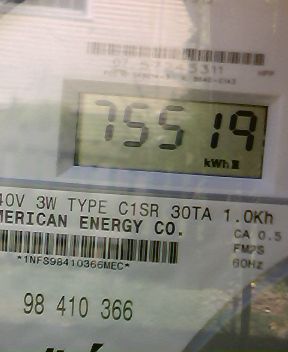 75519
kWh
40V 3W TYPE C1SR 30TA 1.0Kh
MERICAN ENERGY CO.
CA 0.5
FM2S
60Hz
*1NFS98410366MEC*
98 410 366